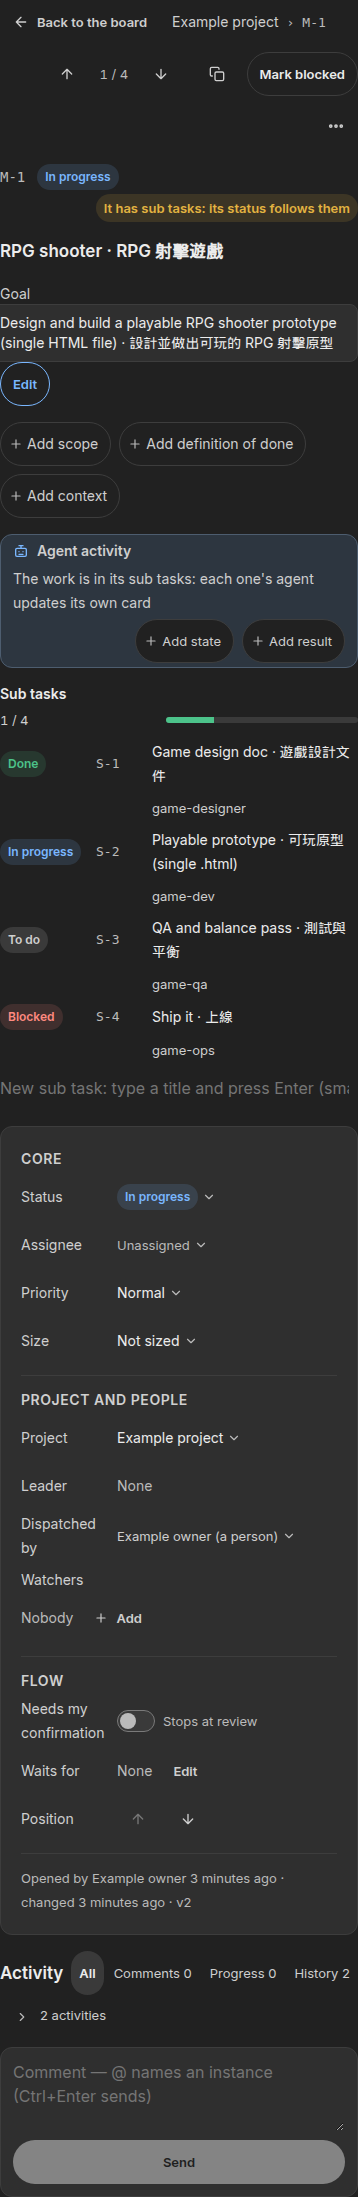 Back to the board Example project › M-1
1 / 4 Mark blocked
M-1 In progress
It has sub tasks: its status follows them
RPG shooter · RPG 射擊遊戲
Goal
Design and build a playable RPG shooter prototype
(single HTML file) · 設計並做出可玩的 RPG 射擊原型
Edit
+ Add scope + Add definition of done
+ Add context
Agent activity
The work is in its sub tasks: each one's agent
updates its own card
+ Add state + Add result
Sub tasks
1 / 4
Done S-1 Game design doc · 遊戲設計文
件
game-designer
In progress S-2 Playable prototype · 可玩原型
(single .html)
game-dev
To do S-3 QA and balance pass · 測試與
平衡
game-qa
Blocked S-4 Ship it · 上線
game-ops
New sub task: type a title and press Enter (sma
CORE
Status In progress
Assignee Unassigned
Priority Normal
Size Not sized
PROJECT AND PEOPLE
Project Example project
Leader None
Dispatched
by Example owner (a person)
Watchers
Nobody + Add
FLOW
Needs my
confirmation Stops at review
Waits for None Edit
Position
Opened by Example owner 3 minutes ago ·
changed 3 minutes ago · v2
Activity All Comments 0 Progress 0 History 2
2 activities
Comment — @ names an instance
(Ctrl+Enter sends)
Send